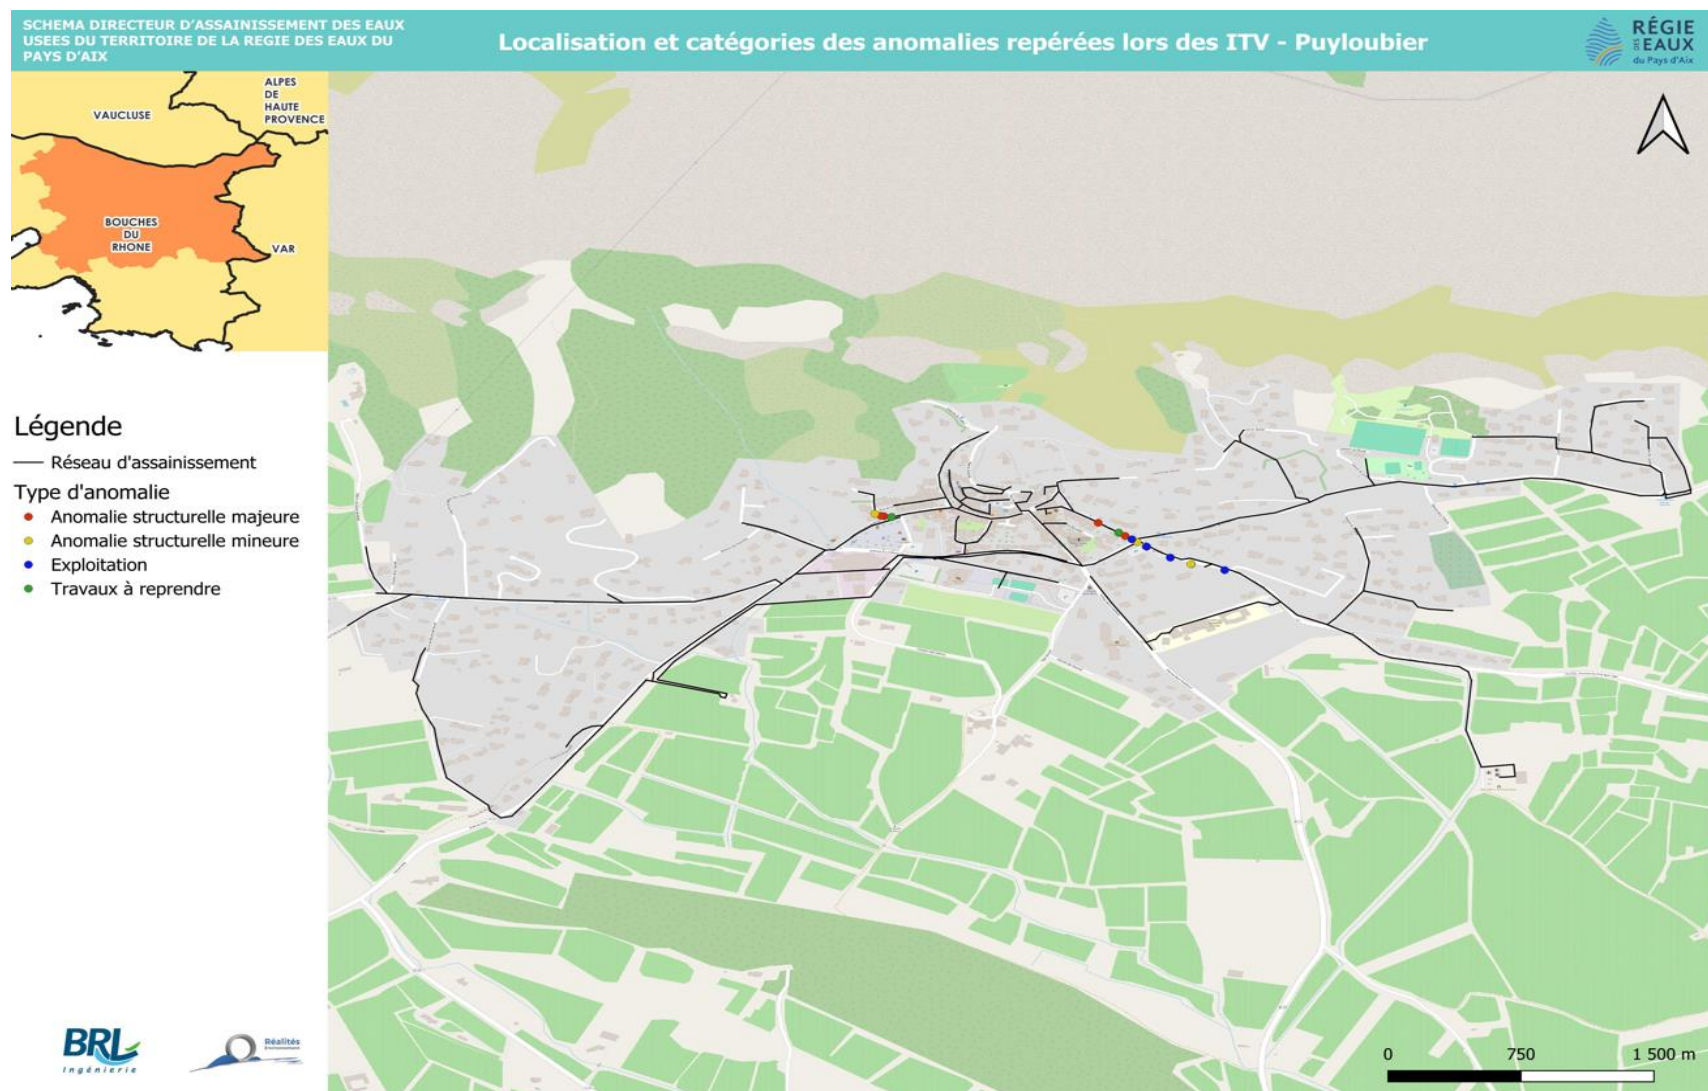 SCHEMA DIRECTEUR D'ASSAINISSEMENT DES EAUX
USEES DU TERRITOIRE DE LA REGIE DES EAUX DU
PAYS D'AIX
Localisation et catégories des anomalies repérées lors des ITV - Puyloubier
RÉGIE
DES EAUX
du Pays d'Aix
ALPES
DE
HAUTE
PROVENCE
VAUCLUSE
BOUCHES
DU
RHONE
VAR
Légende
Réseau d'assainissement
Type d'anomalie
Anomalie structurelle majeure
Anomalie structurelle mineure
Exploitation
Travaux à reprendre
BRL
Ingénierie
Réalités
Environnement
0 750 1 500 m